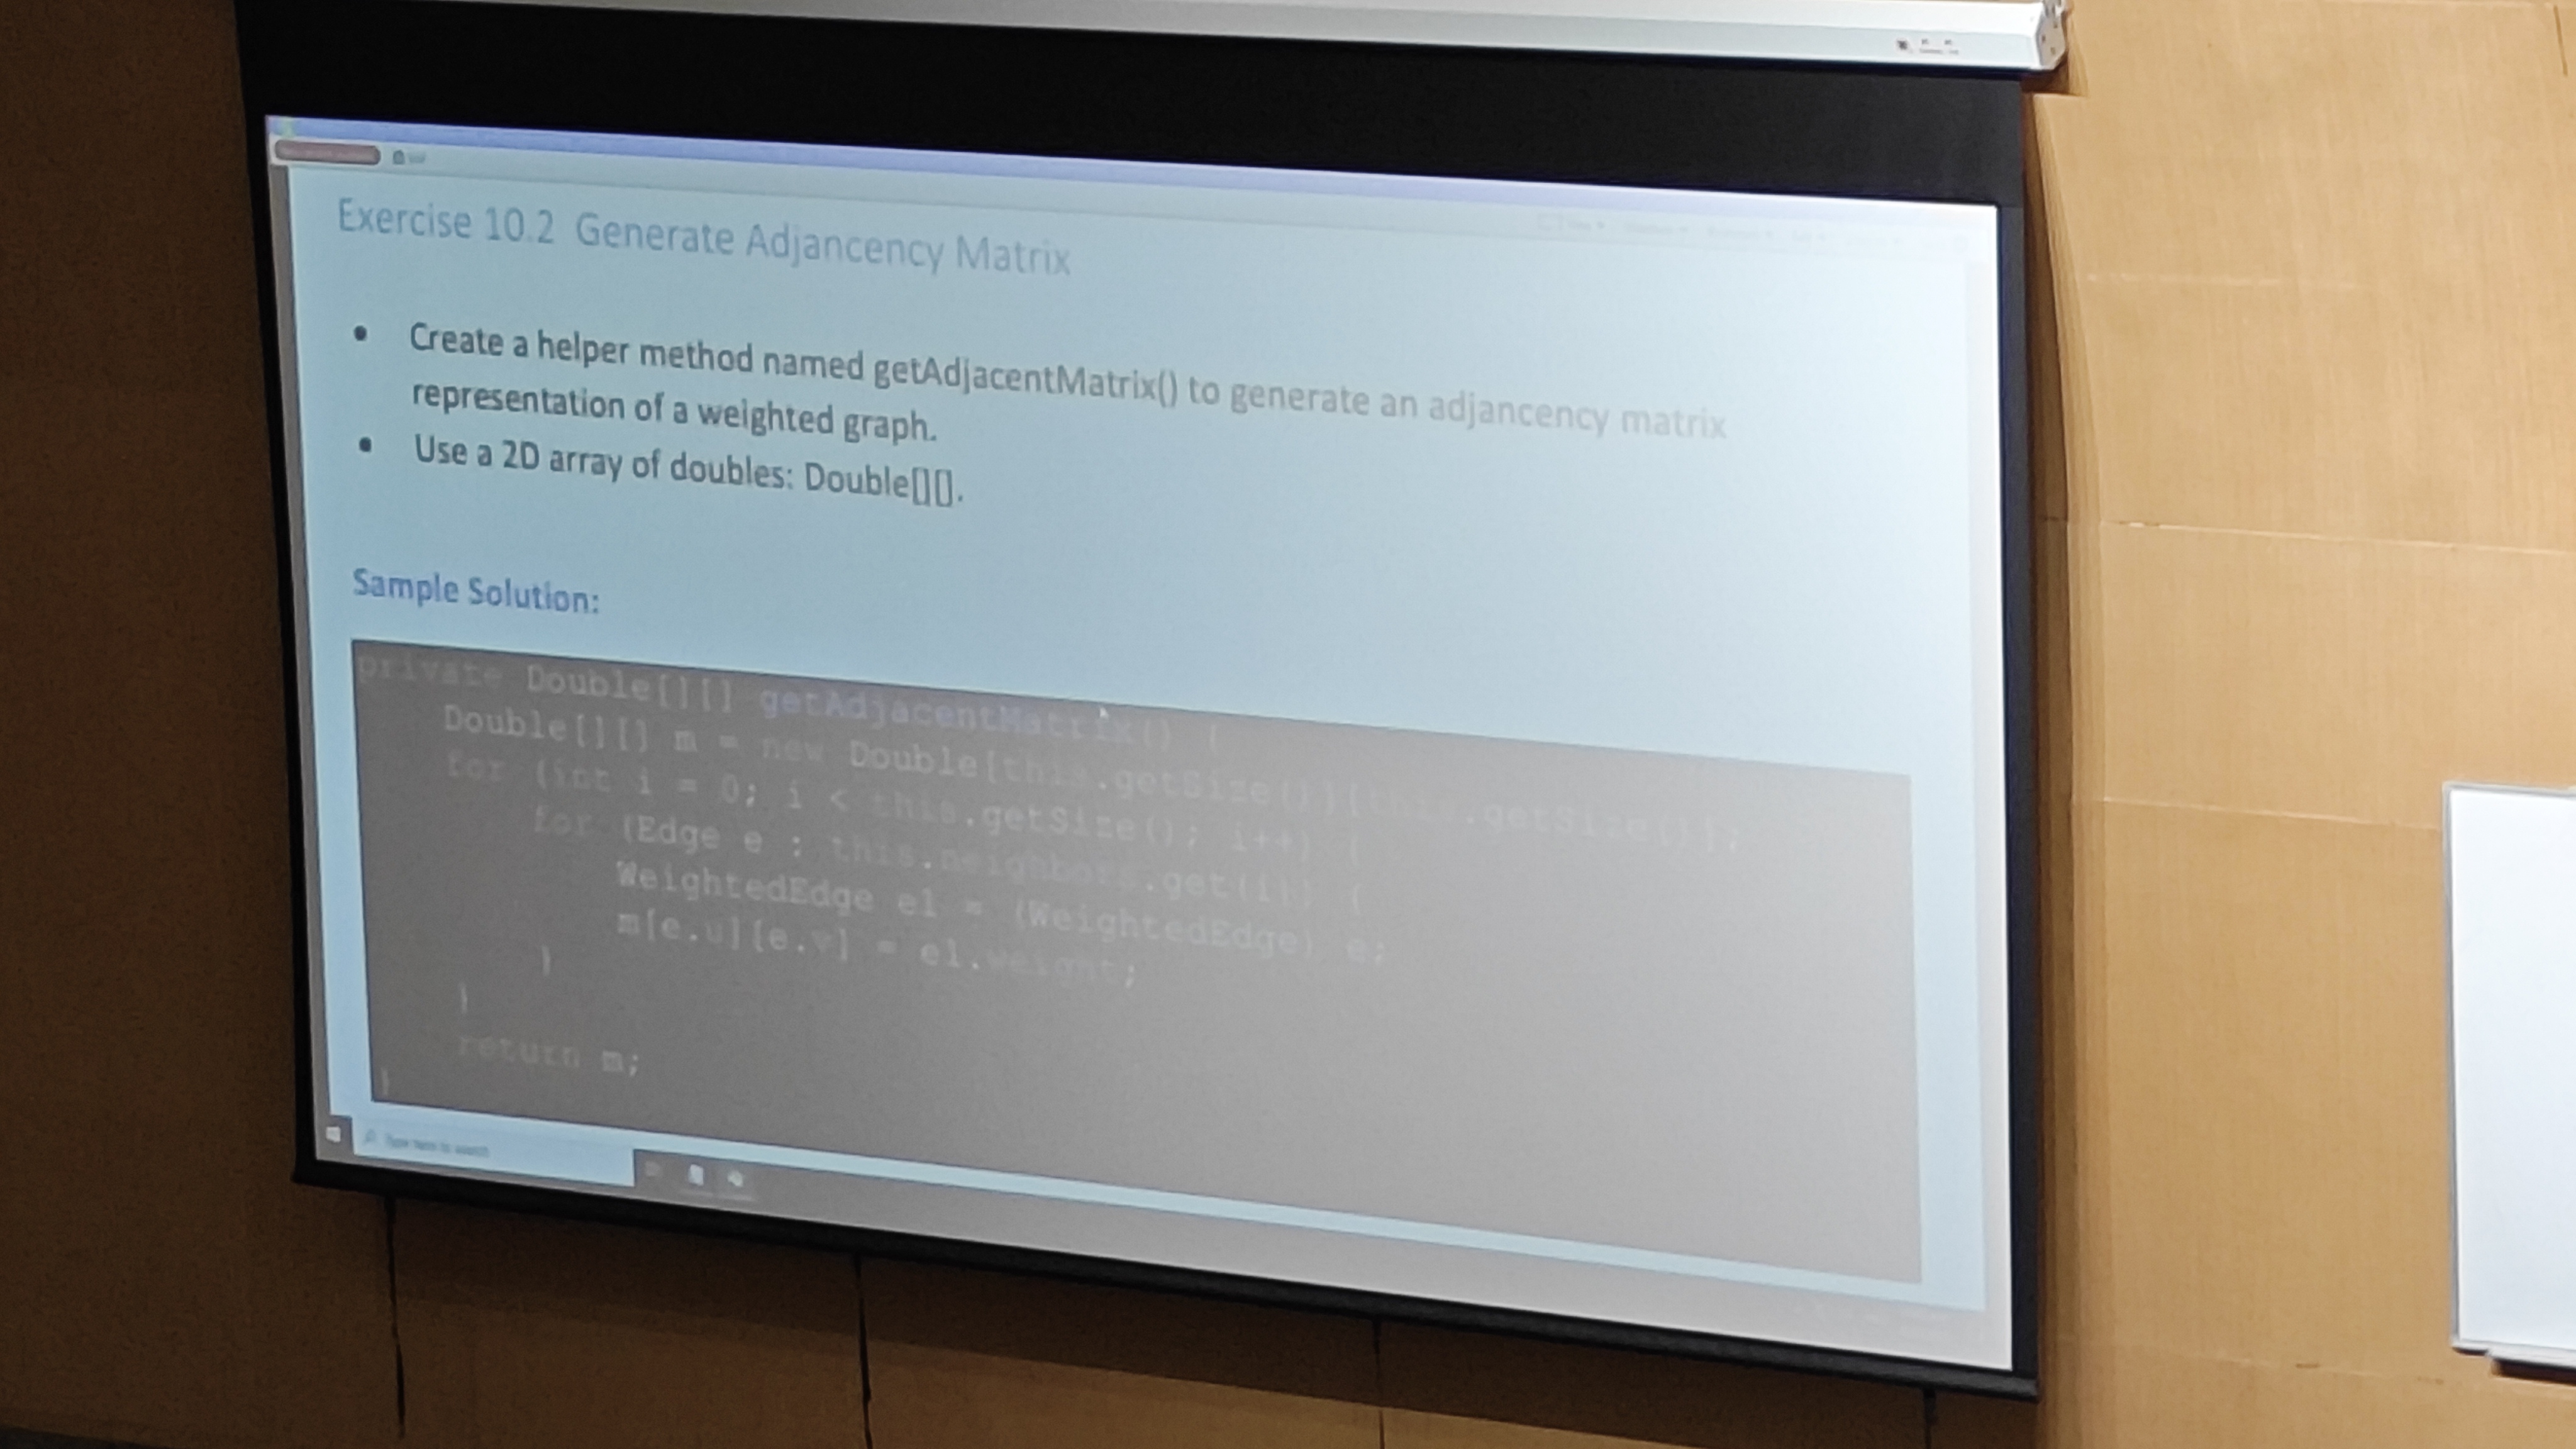 Exercise 10.2 Generate Adjancency Matrix
• Create a helper method named getAdjacentMatrix() to generate an adjancency matrix
representation of a weighted graph.
• Use a 2D array of doubles: Double[][].
Sample Solution:
private Double[][] getAdjacentMatrix() {
Double[][] m = new Double[this.getSize()][this.getSize()];
for (int i = 0; i < this.getSize(); i++) {
for (Edge e : this.neighbors.get(i)) {
WeightedEdge e1 = (WeightedEdge) e;
m[e.u][e.v] = e1.weight;
}
}
return m;
}
Type here to search